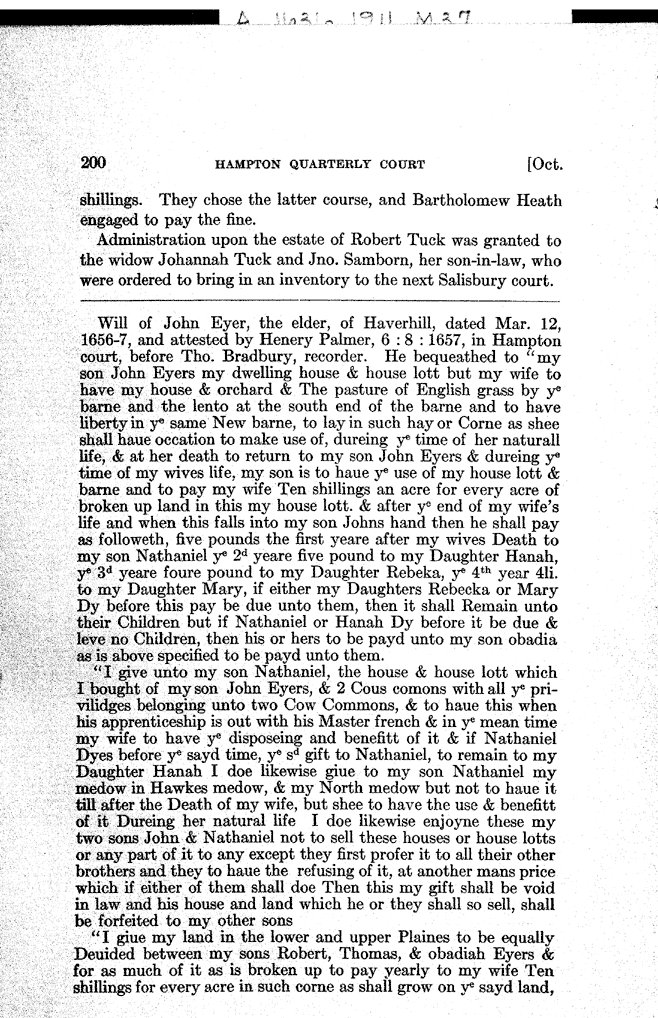 1911 M27
200 HAMPTON QUARTERLY COURT [Oct.
shillings. They chose the latter course, and Bartholomew Heath
engaged to pay the fine.
Administration upon the estate of Robert Tuck was granted to
the widow Johannah Tuck and Jno. Samborn, her son-in-law, who
were ordered to bring in an inventory to the next Salisbury court.
Will of John Eyer, the elder, of Haverhill, dated Mar. 12,
1656-7, and attested by Henery Palmer, 6 : 8 : 1657, in Hampton
court, before Tho. Bradbury, recorder. He bequeathed to "my
son John Eyers my dwelling house & house lott but my wife to
have my house & orchard & The pasture of English grass by yᵉ
barne and the lento at the south end of the barne and to have
liberty in yᵉ same New barne, to lay in such hay or Corne as shee
shall haue occation to make use of, dureing yᵉ time of her naturall
life, & at her death to return to my son John Eyers & dureing yᵉ
time of my wives life, my son is to haue yᵉ use of my house lott &
barne and to pay my wife Ten shillings an acre for every acre of
broken up land in this my house lott. & after yᵉ end of my wife's
life and when this falls into my son Johns hand then he shall pay
as followeth, five pounds the first yeare after my wives Death to
my son Nathaniel yᵉ 2ᵈ yeare five pound to my Daughter Hanah,
yᵉ 3ᵈ yeare foure pound to my Daughter Rebeka, yᵉ 4ᵗʰ year 4li.
to my Daughter Mary, if either my Daughters Rebecka or Mary
Dy before this pay be due unto them, then it shall Remain unto
their Children but if Nathaniel or Hanah Dy before it be due &
leve no Children, then his or hers to be payd unto my son obadia
as is above specified to be payd unto them.
"I give unto my son Nathaniel, the house & house lott which
I bought of my son John Eyers, & 2 Cous comons with all yᵉ pri-
vilidges belonging unto two Cow Commons, & to haue this when
his apprenticeship is out with his Master french & in yᵉ mean time
my wife to have yᵉ disposeing and benefitt of it & if Nathaniel
Dyes before yᵉ sayd time, yᵉ sᵈ gift to Nathaniel, to remain to my
Daughter Hanah I doe likewise giue to my son Nathaniel my
medow in Hawkes medow, & my North medow but not to haue it
till after the Death of my wife, but shee to have the use & benefitt
of it Dureing her natural life I doe likewise enjoyne these my
two sons John & Nathaniel not to sell these houses or house lotts
or any part of it to any except they first profer it to all their other
brothers and they to haue the refusing of it, at another mans price
which if either of them shall doe Then this my gift shall be void
in law and his house and land which he or they shall so sell, shall
be forfeited to my other sons
"I giue my land in the lower and upper Plaines to be equally
Deuided between my sons Robert, Thomas, & obadiah Eyers &
for as much of it as is broken up to pay yearly to my wife Ten
shillings for every acre in such corne as shall grow on yᵉ sayd land,